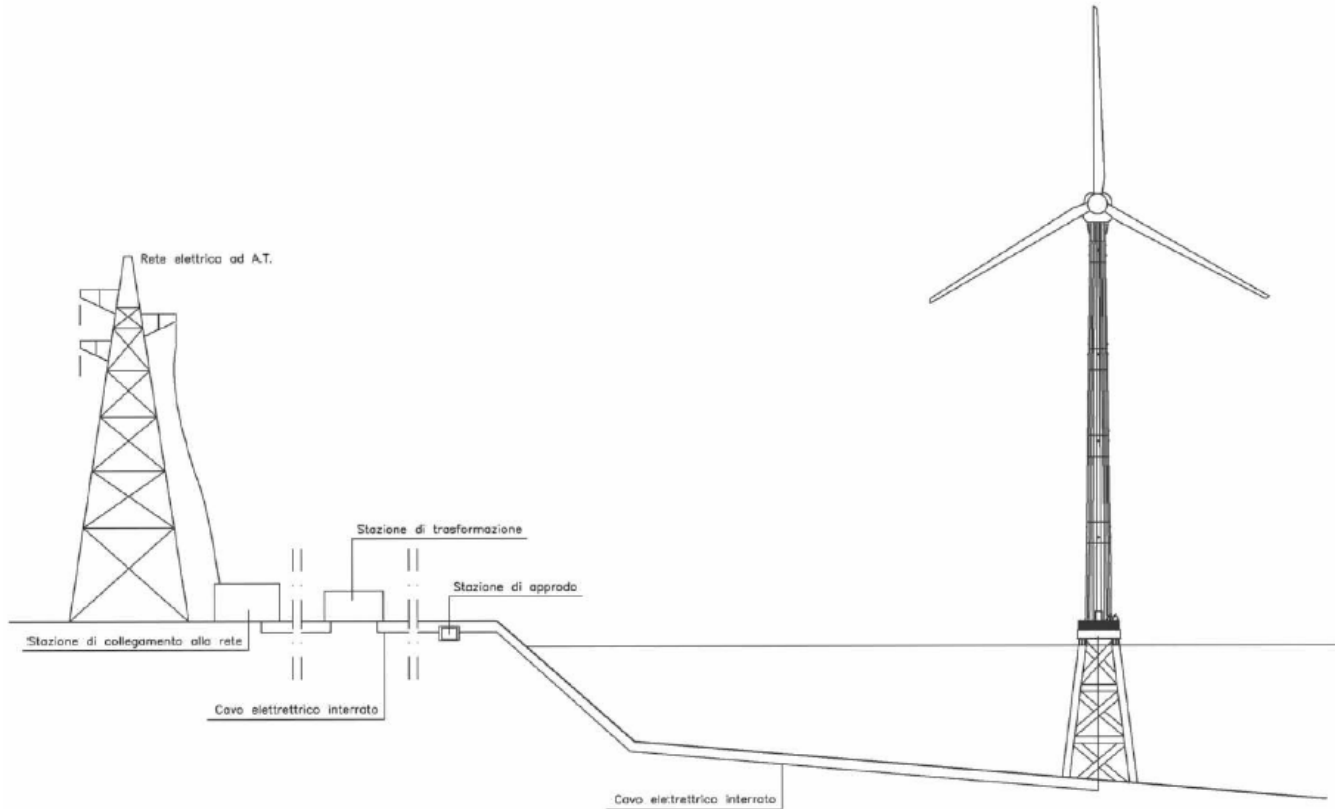 Rete elettrica ad A.T.
Stazione di trasformazione
Stazione di approdo
Stazione di collegamento alla rete
Cavo elettrettrico interrato
Cavo elettrettrico interrato